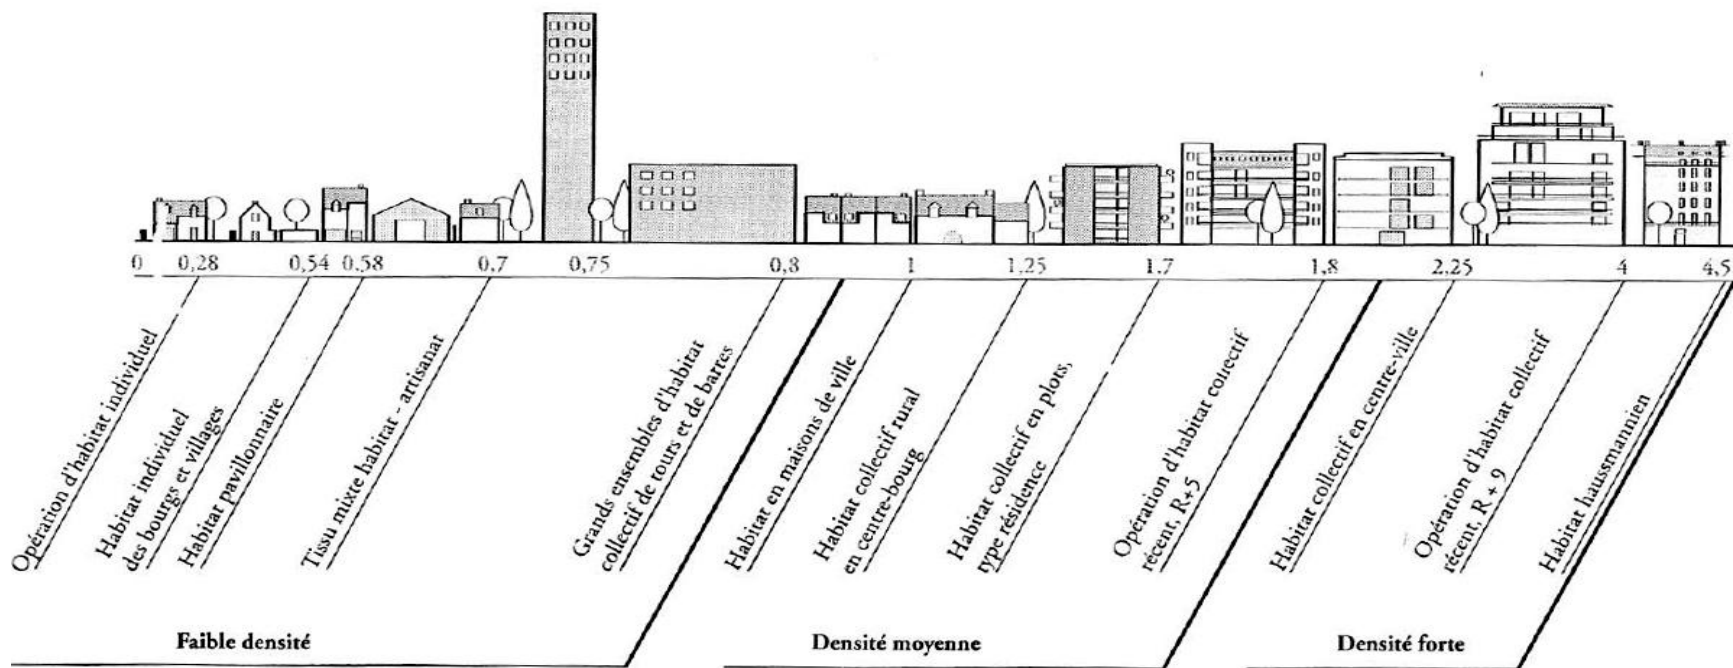 0 0,28 0,54 0.58 0,7 0,75 0,8 1 1,25 1.7 1,8 2,25 4 4,5
Opération d'habitat individuel
Habitat individuel
des bourgs et villages
Habitat pavillonnaire
Tissu mixte habitat - artisanat
Grands ensembles d'habitat
collectif de tours et de barres
Habitat en maisons de ville
Habitat collectif rural
en centre-bourg
Habitat collectif en plots,
type résidence
Opération d'habitat collectif
récent, R+5
Habitat collectif en centre-ville
Opération d'habitat collectif
récent, R + 9
Habitat haussmannien
Faible densité
Densité moyenne
Densité forte